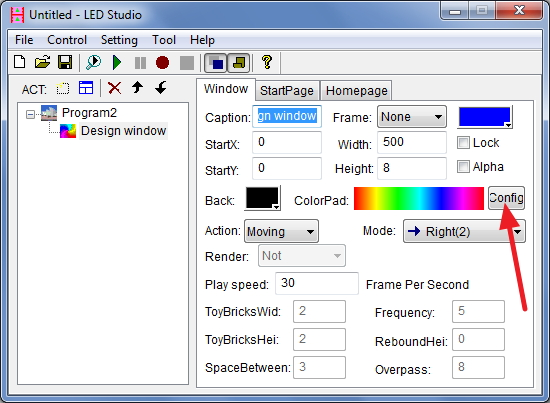 Untitled - LED Studio
File Control Setting Tool Help
ACT:
Program2
Design window
Window StartPage Homepage
Caption: gn window Frame: None
StartX: 0 Width: 500 Lock
StartY: 0 Height: 8 Alpha
Back: ColorPad: Config
Action: Moving Mode: Right(2)
Render: Not
Play speed: 30 Frame Per Second
ToyBricksWid: 2 Frequency: 5
ToyBricksHei: 2 ReboundHei: 0
SpaceBetween: 3 Overpass: 8